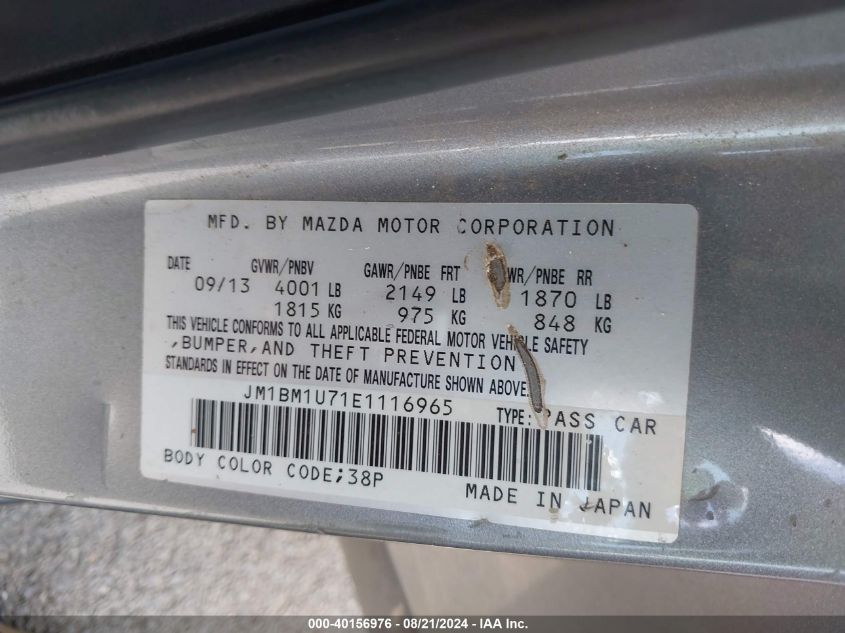 MFD. BY MAZDA MOTOR CORPORATION
DATE GVWR/PNBV GAWR/PNBE FRT WR/PNBE RR
09/13 4001 LB 2149 LB 1870 LB
1815 KG 975 KG 848 KG
THIS VEHICLE CONFORMS TO ALL APPLICABLE FEDERAL MOTOR VEHICLE SAFETY
,BUMPER,AND THEFT PREVENTION
STANDARDS IN EFFECT ON THE DATE OF MANUFACTURE SHOWN ABOVE.
JM1BM1U71E1116965 TYPE: PASS CAR
BODY COLOR CODE;38P MADE IN JAPAN
000-40156976 - 08/21/2024 - IAA Inc.